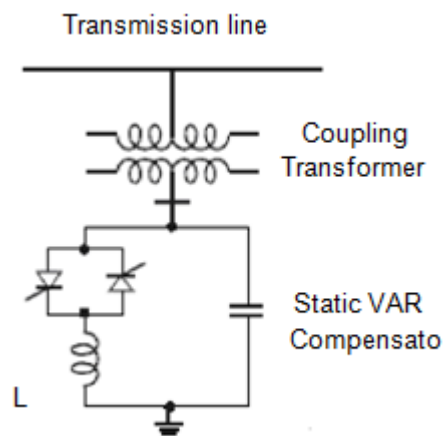 Transmission line
Coupling
Transformer
Static VAR
Compensato
L